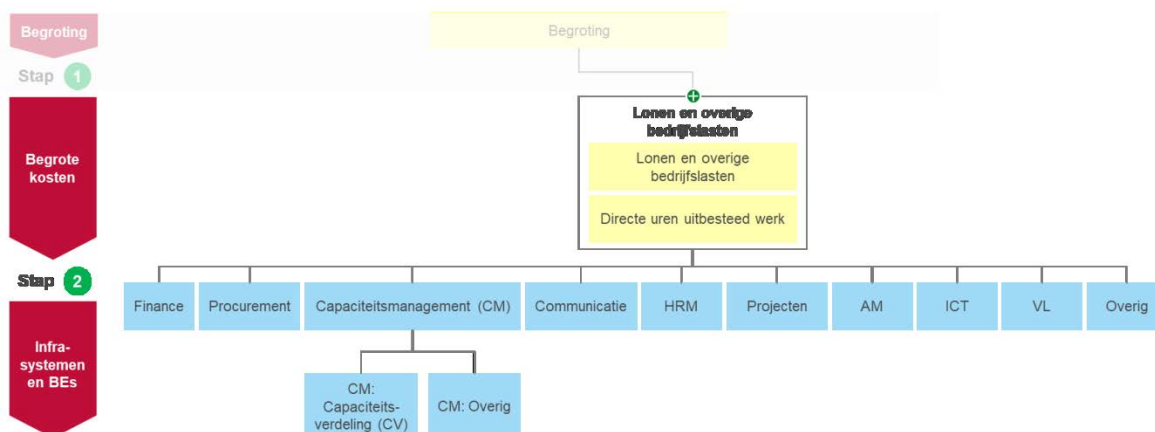 Begroting
Begroting
Stap 1
+
Lonen en overige
bedrijfslasten
Begrote
kosten
Lonen en overige
bedrijfslasten
Directe uren uitbesteed werk
Stap 2
Finance
Procurement
Capaciteitsmanagement (CM)
Communicatie
HRM
Projecten
AM
ICT
VL
Overig
Infra-
systemen
en BEs
CM:
Capaciteits-
verdeling (CV)
CM: Overig